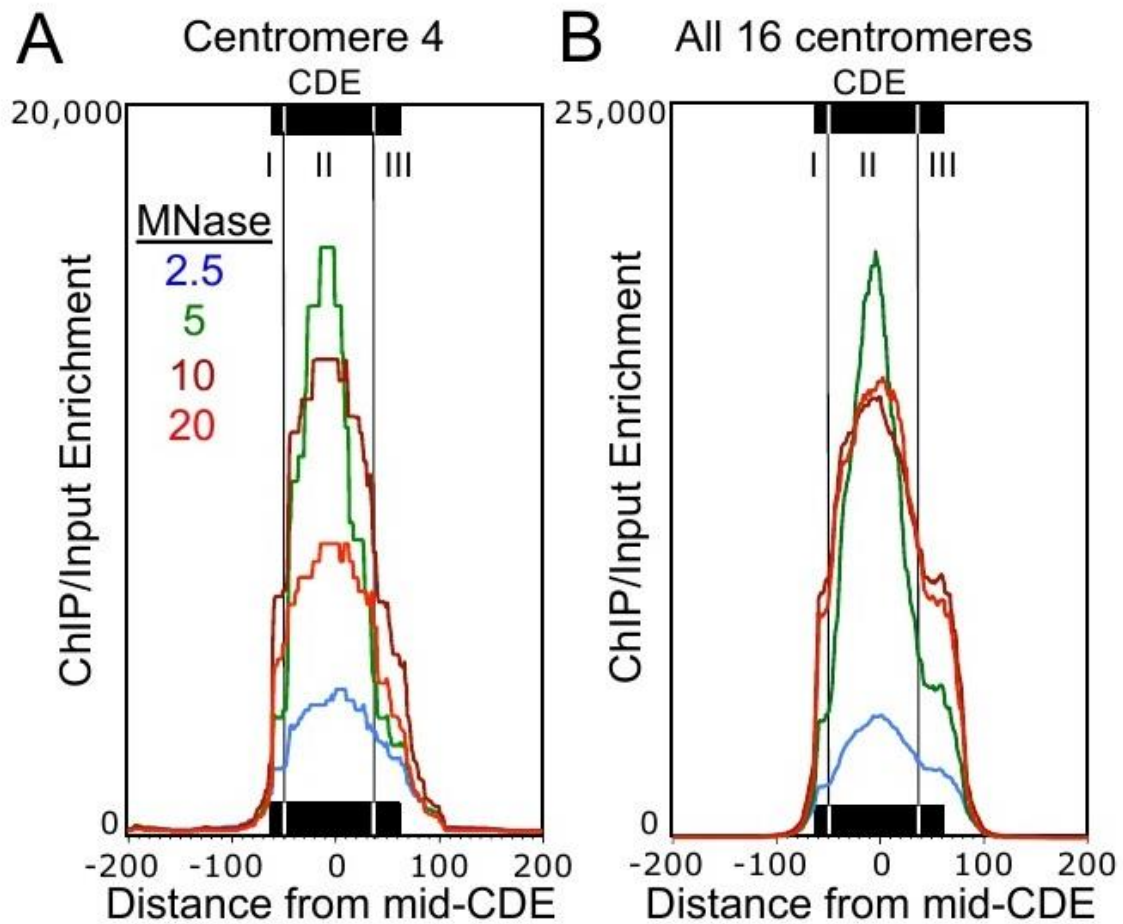 A
Centromere 4
CDE
20,000
I II III
MNase
2.5
5
10
20
ChIP/Input Enrichment
0
-200 -100 0 100 200
Distance from mid-CDE
B
All 16 centromeres
CDE
25,000
I II III
ChIP/Input Enrichment
0
-200 -100 0 100 200
Distance from mid-CDE